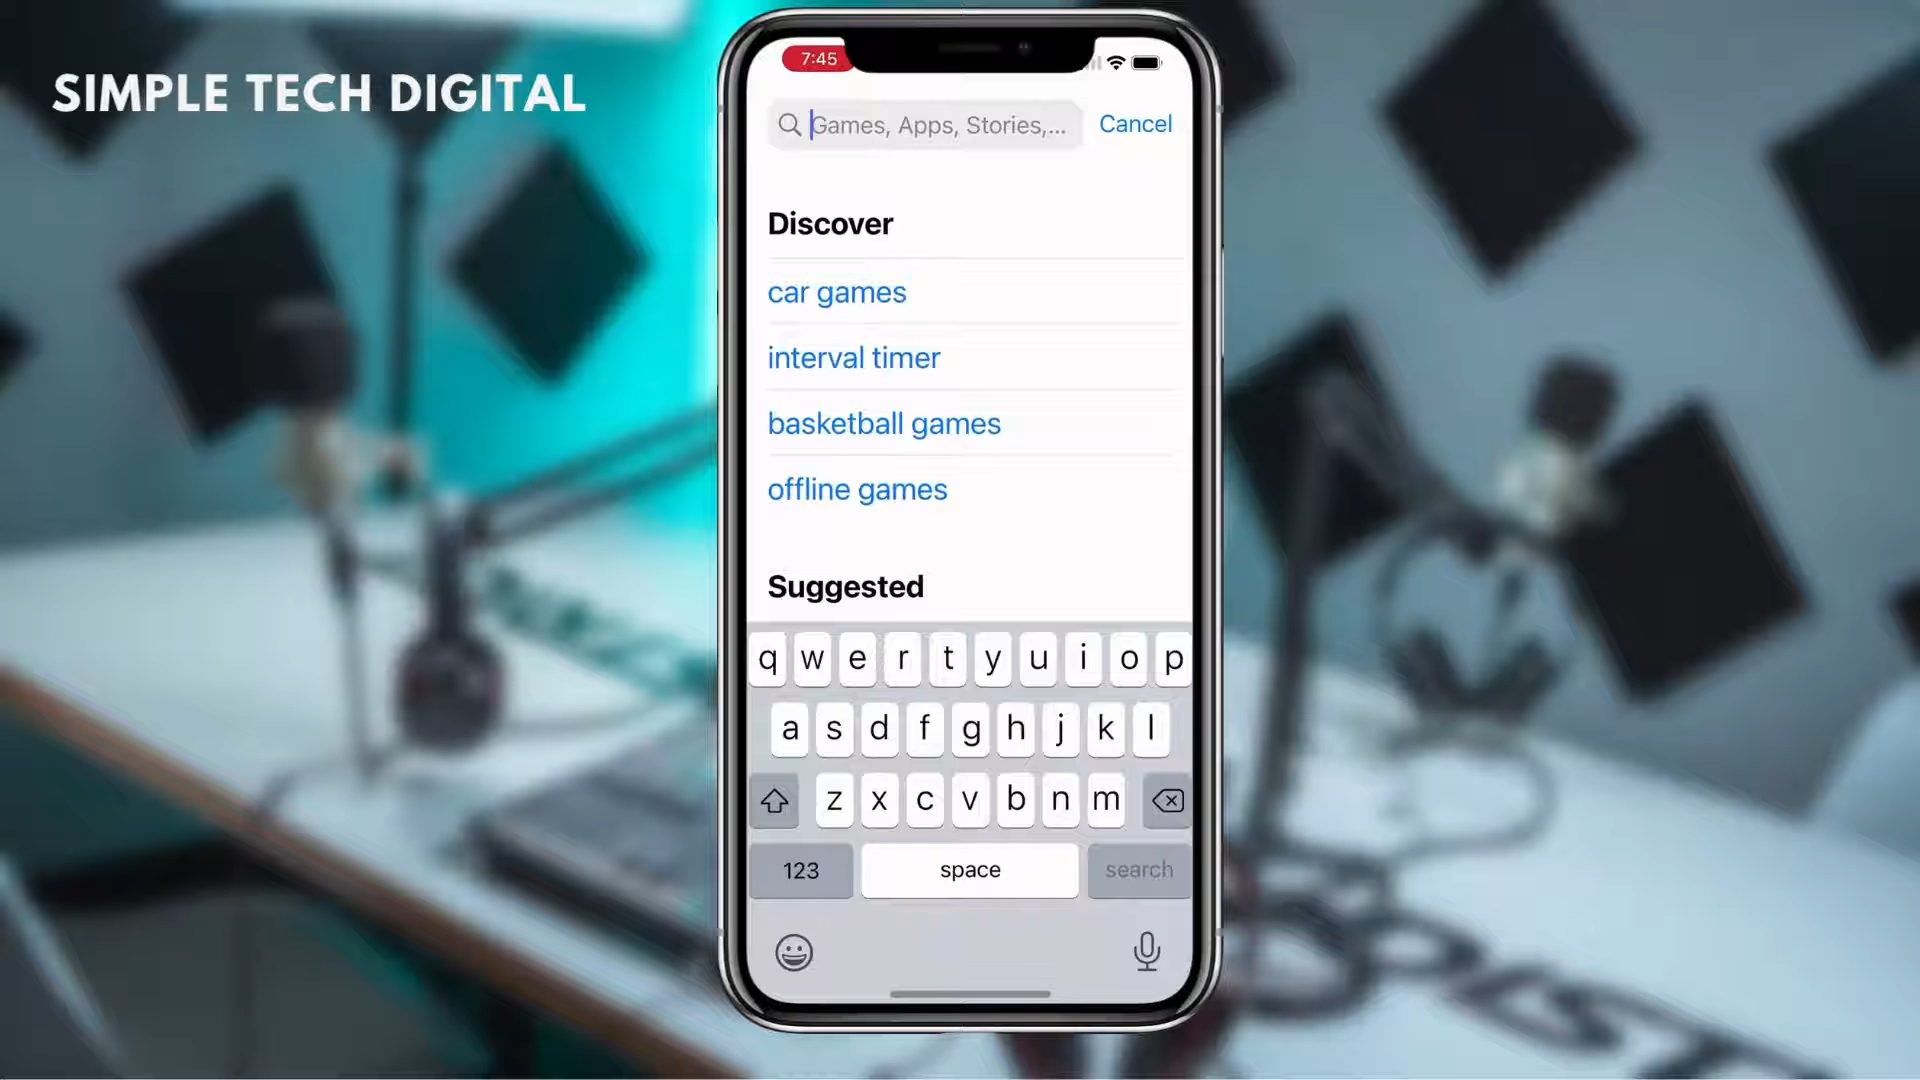 SIMPLE TECH DIGITAL
7:45
Games, Apps, Stories,...
Cancel
Discover
car games
interval timer
basketball games
offline games
Suggested
q w e r t y u i o p
a s d f g h j k l
z x c v b n m
123 space search